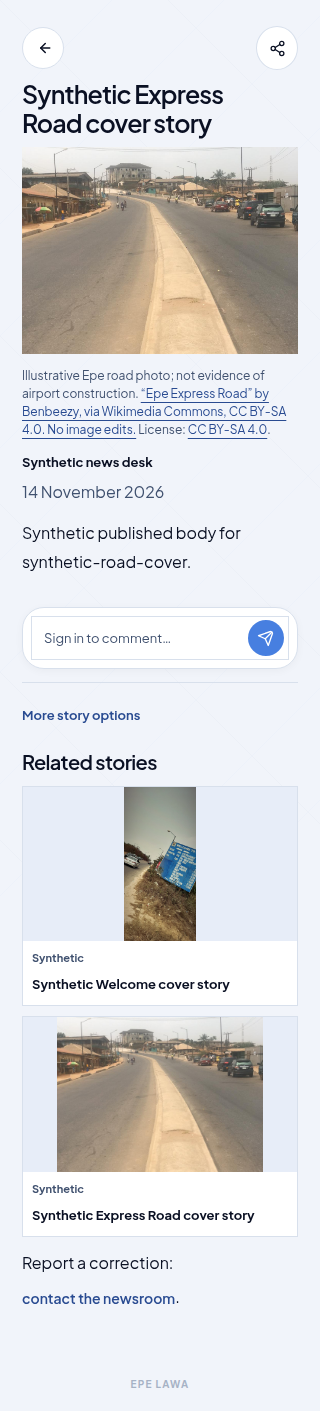 Synthetic Express
Road cover story
Illustrative Epe road photo; not evidence of
airport construction. “Epe Express Road” by
Benbeezy, via Wikimedia Commons, CC BY-SA
4.0. No image edits. License: CC BY-SA 4.0.
Synthetic news desk
14 November 2026
Synthetic published body for
synthetic-road-cover.
Sign in to comment...
More story options
Related stories
Synthetic
Synthetic Welcome cover story
Synthetic
Synthetic Express Road cover story
Report a correction:
contact the newsroom.
EPE LAWA